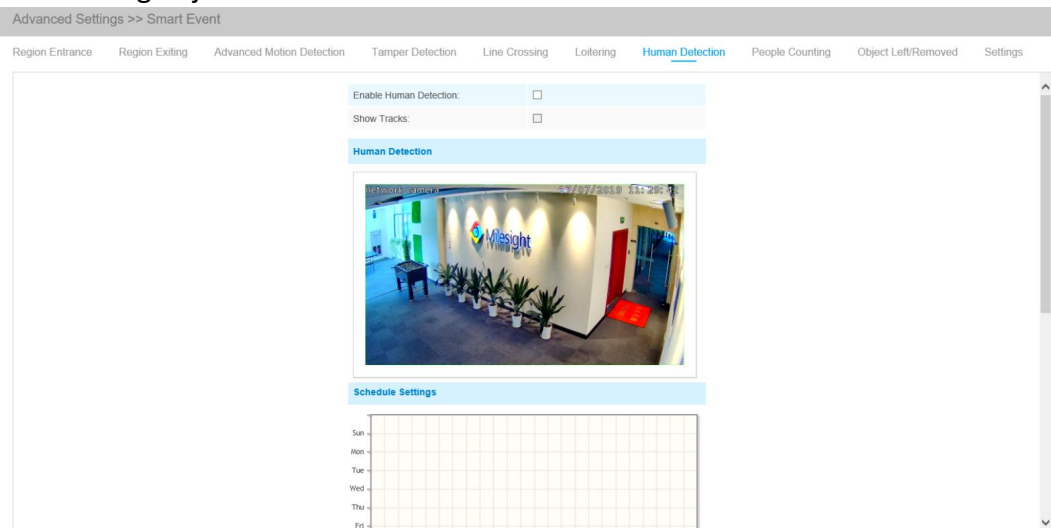 Advanced Settings >> Smart Event
Region Entrance Region Exiting Advanced Motion Detection Tamper Detection Line Crossing Loitering Human Detection People Counting Object Left/Removed Settings
Enable Human Detection:
Show Tracks:
Human Detection
network camera
Milesight
Schedule Settings
Sun
Mon
Tue
Wed
Thu
Fri